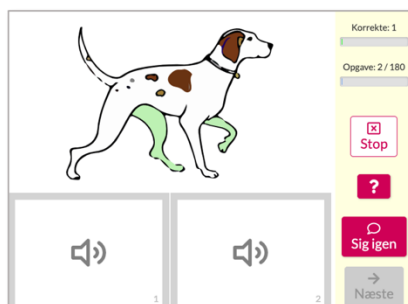 Korrekte: 1
Opgave: 2 / 180
Stop
?
Sig igen
Næste
1
2